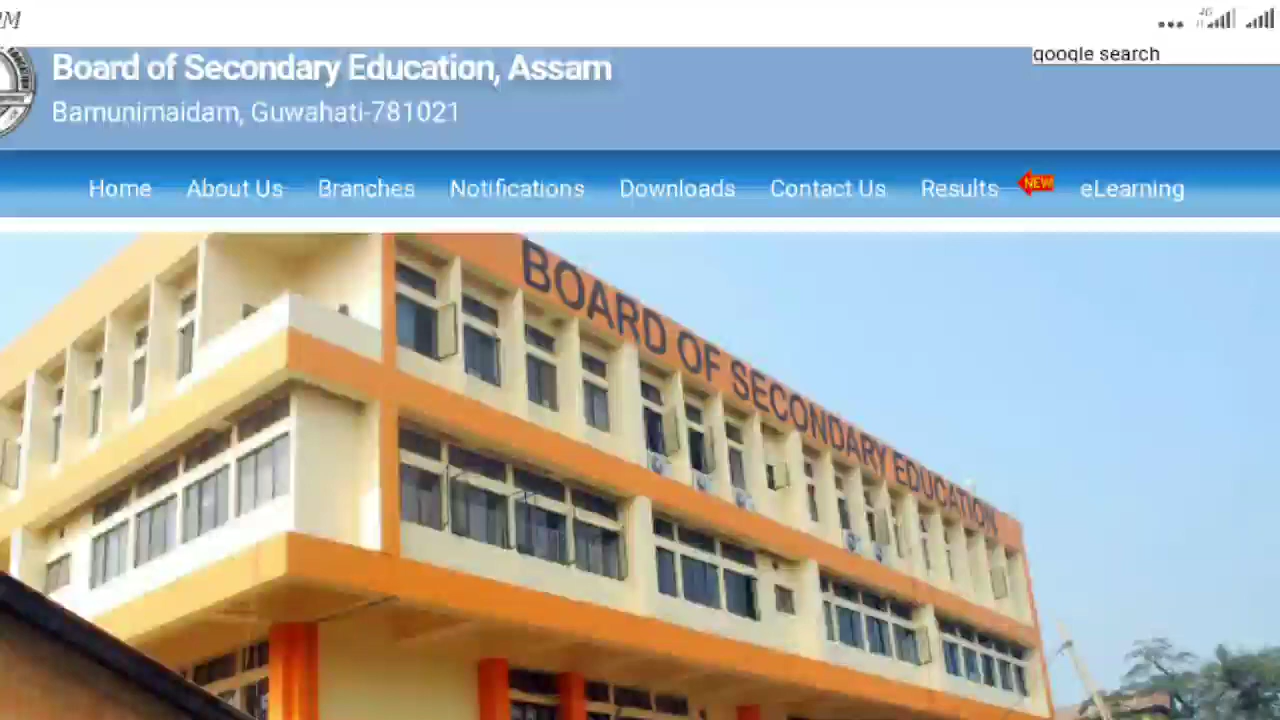 4G
google search
Board of Secondary Education, Assam
Bamunimaidam, Guwahati-781021
Home About Us Branches Notifications Downloads Contact Us Results NEW eLearning
BOARD OF SECONDARY EDUCATION